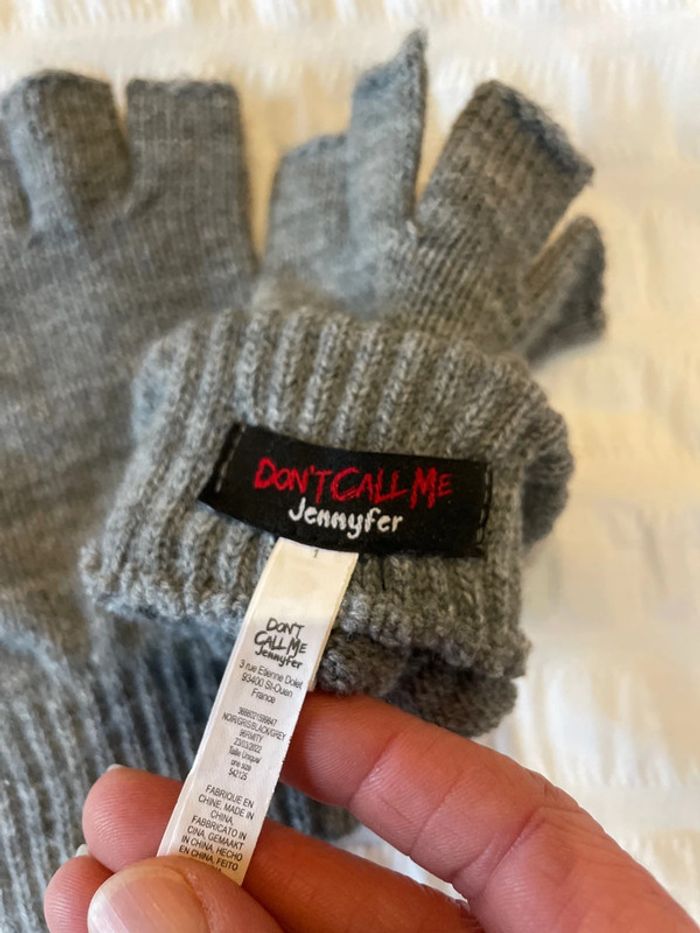 DON'T CALL ME
Jennyfer
1
DON'T
CALL ME
Jennyfer
3 rue Etienne Dolet
93400 St-Ouen
France
NOIR/GRIS BLACK/GREY
23/03/2022
Taille Unique/
one size
542125
FABRIQUE EN
CHINE, MADE IN
CHINA,
FABBRICATO IN
CINA, GEMAAKT
IN CHINA, HECHO
EN CHINA, FEITO